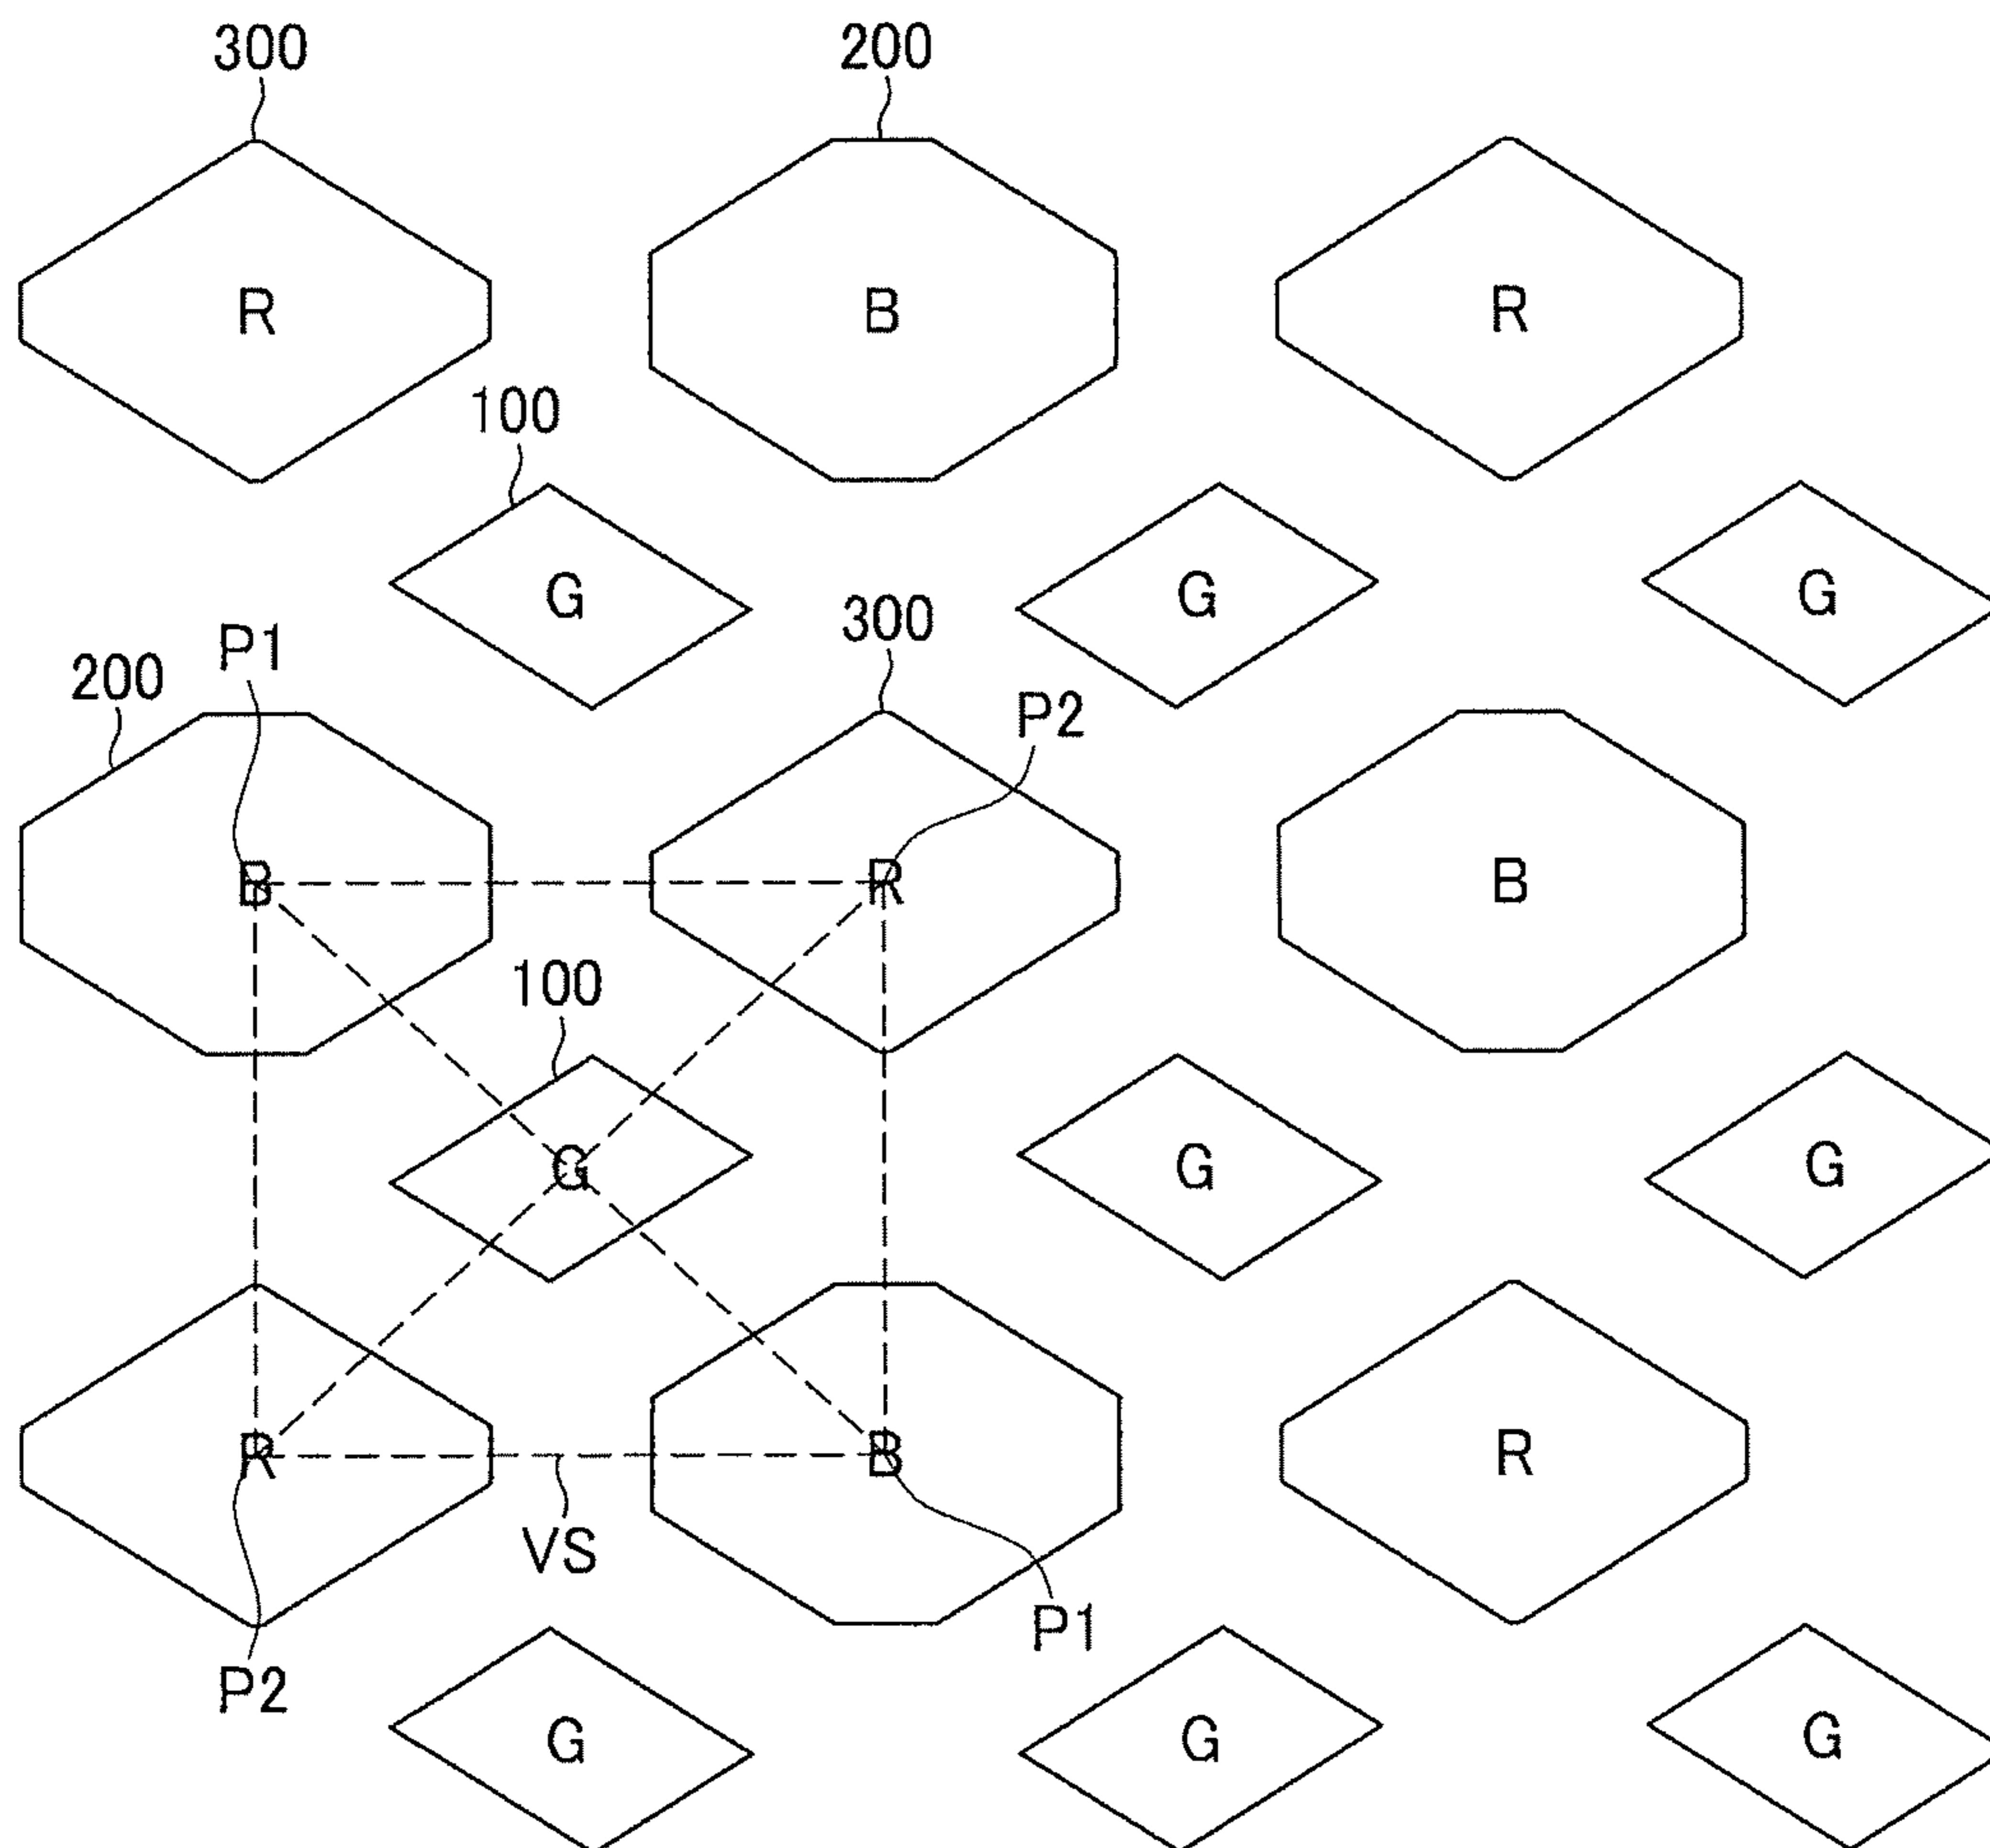 300 200
R B R
100
G G G
P1 300
200 P2
B R B
100
G G G
R B R
VS
P1
P2
G G G